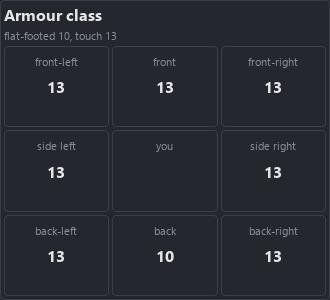 Armour class
flat-footed 10, touch 13
front-left front front-right
13 13 13
side left you side right
13 13
back-left back back-right
13 10 13